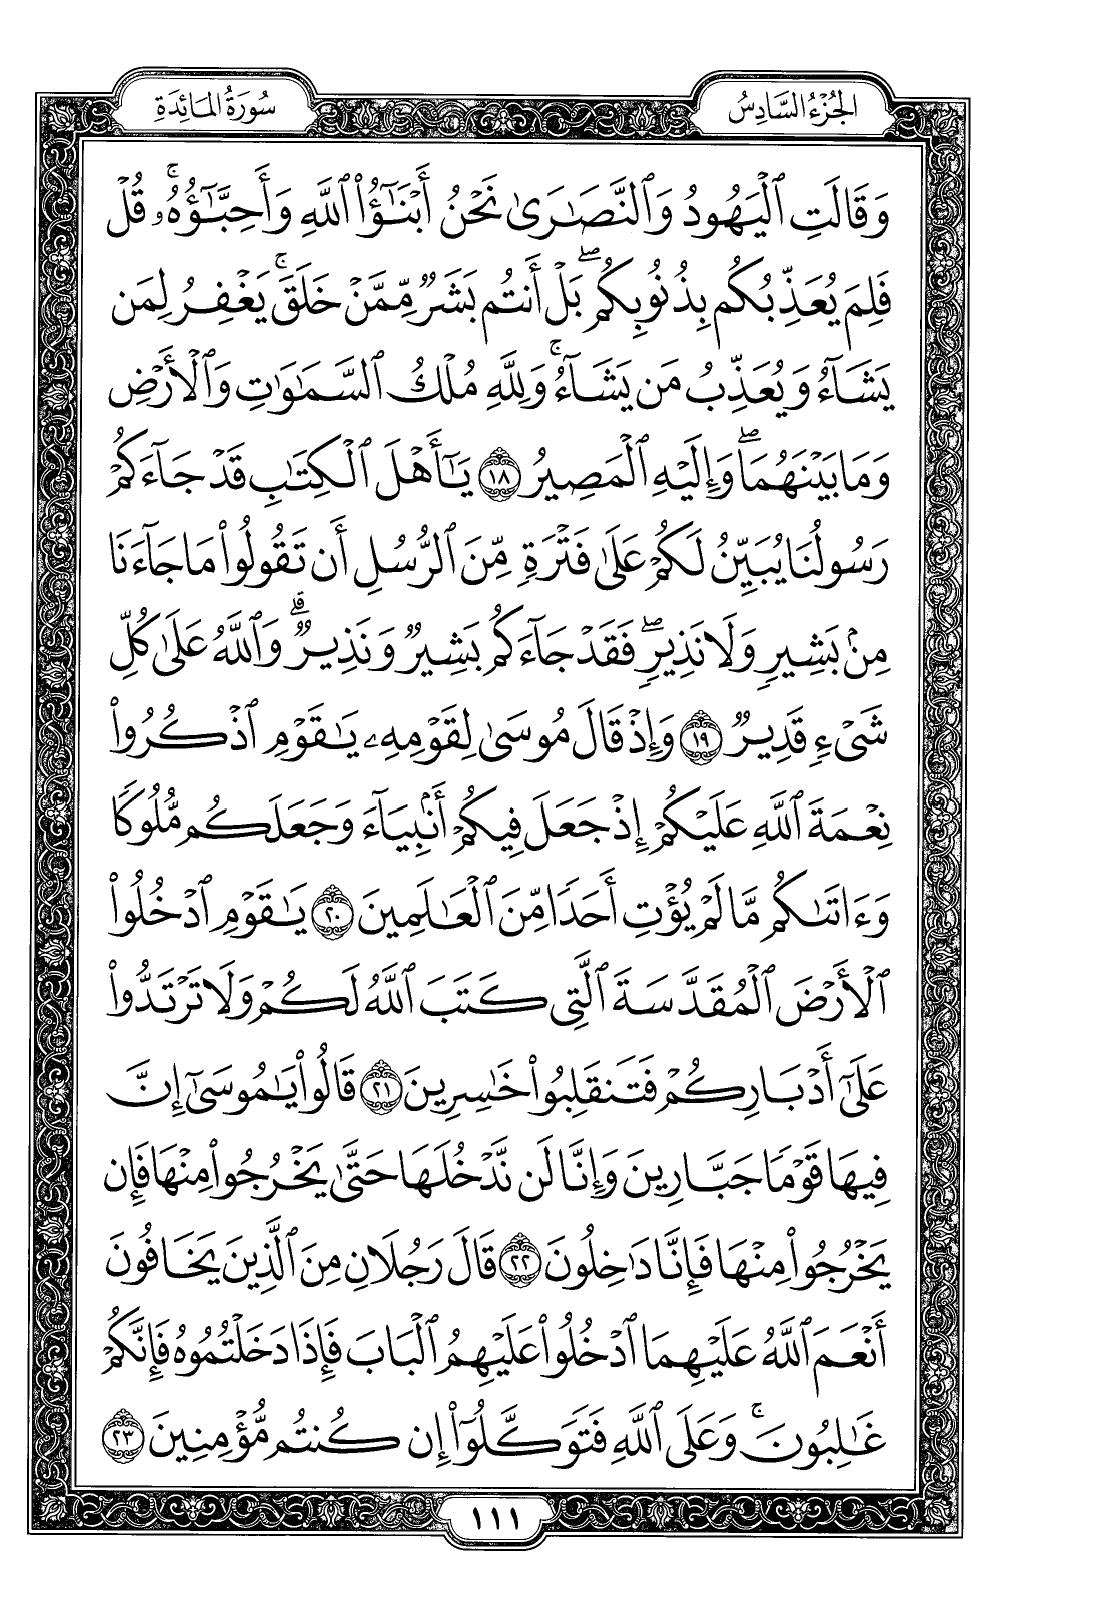 الجُزْءُ السَّادِسُ
سُورَةُ المَائِدَةِ
وَقَالَتِ ٱلْيَهُودُ وَٱلنَّصَٰرَىٰ نَحْنُ أَبْنَٰٓؤُا۟ ٱللَّهِ وَأَحِبَّٰٓؤُهُۥۚ قُلْ
فَلِمَ يُعَذِّبُكُم بِذُنُوبِكُمۖ بَلْ أَنتُم بَشَرٌ مِّمَّنْ خَلَقَۚ يَغْفِرُ لِمَن
يَشَآءُ وَيُعَذِّبُ مَن يَشَآءُۚ وَلِلَّهِ مُلْكُ ٱلسَّمَٰوَٰتِ وَٱلْأَرْضِ
وَمَا بَيْنَهُمَاۖ وَإِلَيْهِ ٱلْمَصِيرُ ١٨ يَٰٓأَهْلَ ٱلْكِتَٰبِ قَدْ جَآءَكُمْ
رَسُولُنَا يُبَيِّنُ لَكُمْ عَلَىٰ فَتْرَةٍ مِّنَ ٱلرُّسُلِ أَن تَقُولُوا۟ مَا جَآءَنَا
مِنۢ بَشِيرٍ وَلَا نَذِيرٍۖ فَقَدْ جَآءَكُم بَشِيرٌ وَنَذِيرٌۗ وَٱللَّهُ عَلَىٰ كُلِّ
شَىْءٍ قَدِيرٌ ١٩ وَإِذْ قَالَ مُوسَىٰ لِقَوْمِهِۦ يَٰقَوْمِ ٱذْكُرُوا۟
نِعْمَةَ ٱللَّهِ عَلَيْكُمْ إِذْ جَعَلَ فِيكُمْ أَنۢبِيَآءَ وَجَعَلَكُم مُّلُوكًا
وَءَاتَىٰكُم مَّا لَمْ يُؤْتِ أَحَدًا مِّنَ ٱلْعَٰلَمِينَ ٢٠ يَٰقَوْمِ ٱدْخُلُوا۟
ٱلْأَرْضَ ٱلْمُقَدَّسَةَ ٱلَّتِى كَتَبَ ٱللَّهُ لَكُمْ وَلَا تَرْتَدُّوا۟
عَلَىٰٓ أَدْبَارِكُمْ فَتَنقَلِبُوا۟ خَٰسِرِينَ ٢١ قَالُوا۟ يَٰمُوسَىٰٓ إِنَّ
فِيهَا قَوْمًا جَبَّارِينَ وَإِنَّا لَن نَّدْخُلَهَا حَتَّىٰ يَخْرُجُوا۟ مِنْهَا فَإِن
يَخْرُجُوا۟ مِنْهَا فَإِنَّا دَٰخِلُونَ ٢٢ قَالَ رَجُلَانِ مِنَ ٱلَّذِينَ يَخَافُونَ
أَنْعَمَ ٱللَّهُ عَلَيْهِمَا ٱدْخُلُوا۟ عَلَيْهِمُ ٱلْبَابَ فَإِذَا دَخَلْتُمُوهُ فَإِنَّكُمْ
غَٰلِبُونَۚ وَعَلَى ٱللَّهِ فَتَوَكَّلُوٓا۟ إِن كُنتُم مُّؤْمِنِينَ ٢٣
١١١